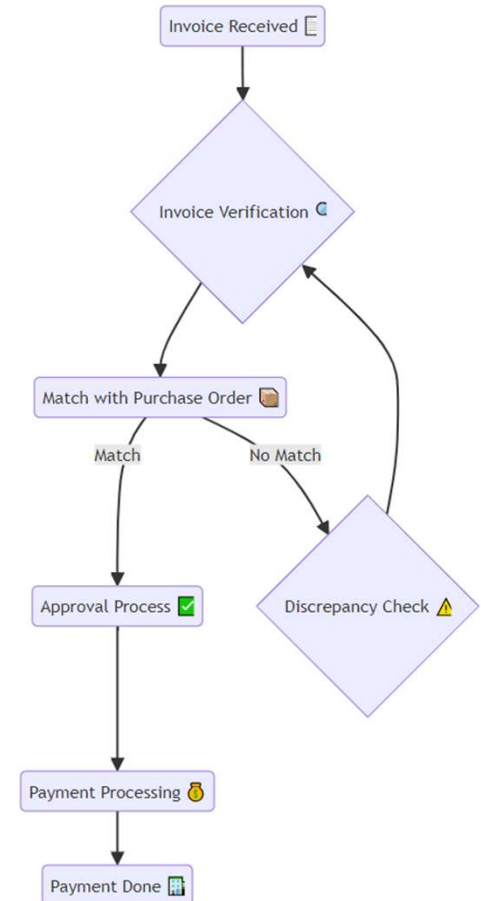 Invoice Received 🧾
Invoice Verification 🔍
Match with Purchase Order 📦
Match
No Match
Approval Process ✅
Discrepancy Check ⚠️
Payment Processing 💰
Payment Done 🏦